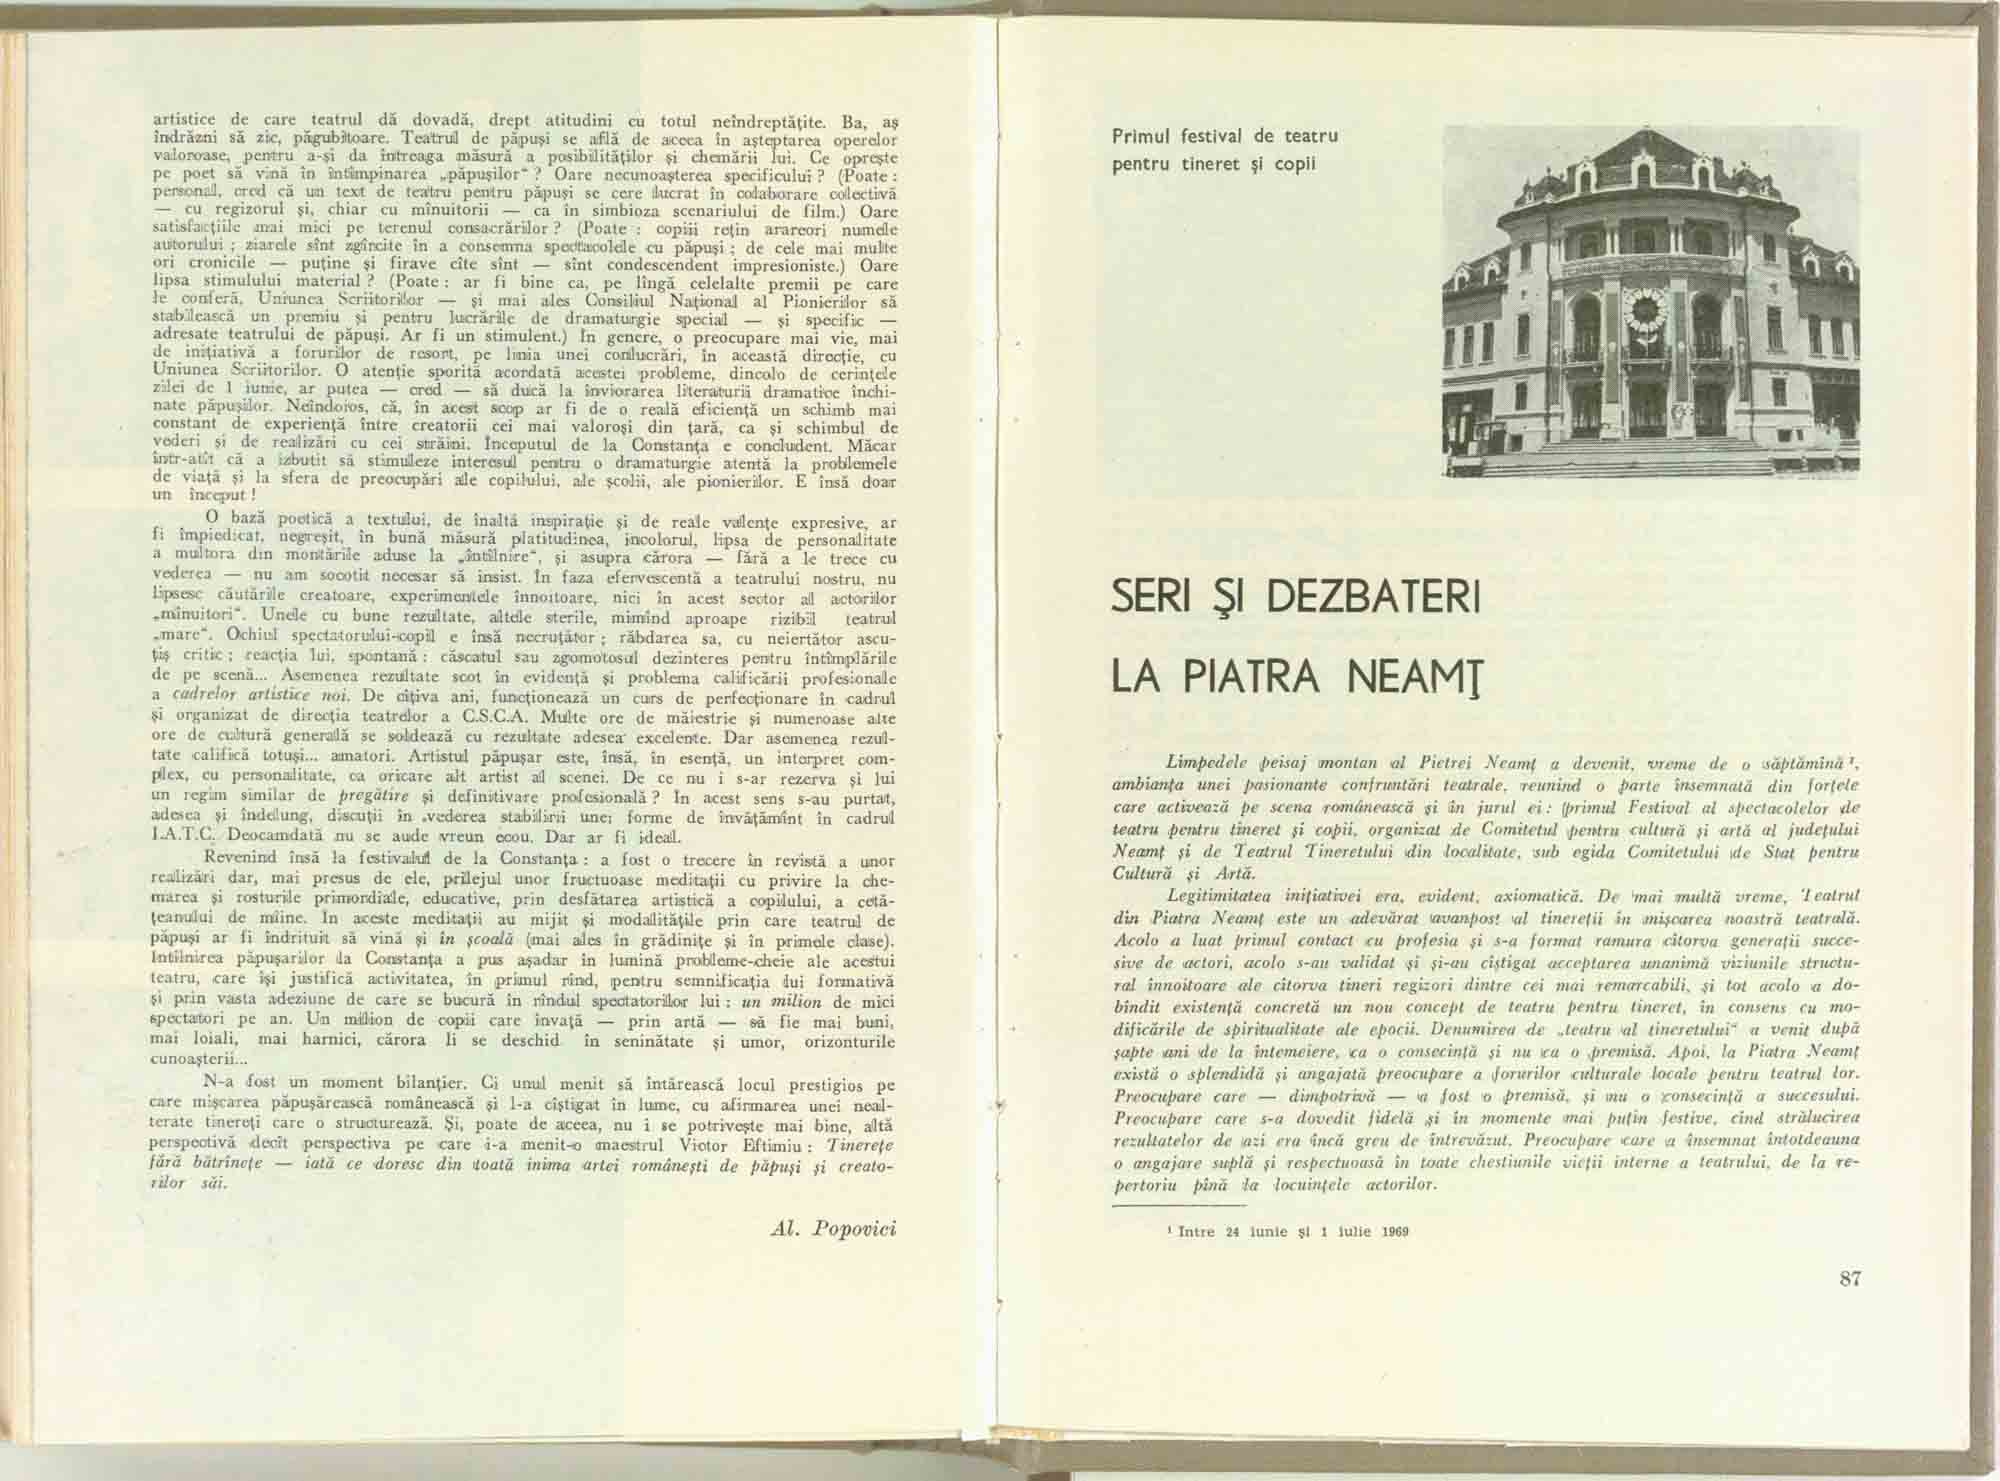 artistice de care teatrul dă dovadă, drept atitudini cu totul neîndreptățite. Ba, aș
îndrăzni să zic, păgubitoare. Teatrul de păpuși se află de aceea în așteptarea operelor
valoroase, pentru a-și da întreaga măsură a posibilităților și chemării lui. Ce oprește
pe poet să vină în întîmpinarea „păpușilor“ ? Oare necunoașterea specificului ? (Poate :
personal, cred că un text de teatru pentru păpuși se cere lucrat în colaborare colectivă
— cu regizorul și, chiar cu mînuitorii — ca în simbioza scenariului de film.) Oare
satisfacțiile mai mici pe terenul consacrărilor ? (Poate : copiii rețin arareori numele
autorului ; ziarele sînt zgîrcite în a consemna spectacolele cu păpuși ; de cele mai multe
ori cronicile — puține și firave cîte sînt — sînt condescendent impresioniste.) Oare
lipsa stimulului material ? (Poate : ar fi bine ca, pe lîngă celelalte premii pe care
le conferă, Uniunea Scriitorilor — și mai ales Consiliul Național al Pionierilor să
stabilească un premiu și pentru lucrările de dramaturgie special — și specific —
adresate teatrului de păpuși. Ar fi un stimulent.) In genere, o preocupare mai vie, mai
de inițiativă a forurilor de resort, pe linia unei conlucrări, în această direcție, cu
Uniunea Scriitorilor. O atenție sporită acordată acestei probleme, dincolo de cerințele
zilei de 1 iunie, ar putea — cred — să ducă la înviorarea literaturii dramatice închi-
nate păpușilor. Neîndoios, că, în acest scop ar fi de o reală eficiență un schimb mai
constant de experiență între creatorii cei mai valoroși din țară, ca și schimbul de
vederi și de realizări cu cei străini. Începutul de la Constanța e concludent. Măcar
într-atît că a izbutit să stimuleze interesul pentru o dramaturgie atentă la problemele
de viață și la sfera de preocupări ale copilului, ale școlii, ale pionierilor. E însă doar
un început !
O bază poetică a textului, de înaltă inspirație și de reale valențe expresive, ar
fi împiedicat, negreșit, în bună măsură platitudinea, incolorul, lipsa de personalitate
a multora din montările aduse la „întîlnire“, și asupra cărora — fără a le trece cu
vederea — nu am socotit necesar să insist. In faza efervescentă a teatrului nostru, nu
lipsesc căutările creatoare, experimentele înnoitoare, nici în acest sector al actorilor
„mînuitori“. Unele cu bune rezultate, altele sterile, mimînd aproape rizibil teatrul
„mare“. Ochiul spectatorului-copil e însă necruțător ; răbdarea sa, cu neiertător ascu-
țiș critic ; reacția lui, spontană : căscatul sau zgomotosul dezinteres pentru întîmplările
de pe scenă... Asemenea rezultate scot în evidență și problema calificării profesionale
a cadrelor artistice noi. De cîțiva ani, funcționează un curs de perfecționare în cadrul
și organizat de direcția teatrelor a C.S.C.A. Multe ore de măiestrie și numeroase alte
ore de cultură generală se soldează cu rezultate adesea excelente. Dar asemenea rezul-
tate califică totuși... amatori. Artistul păpușar este, însă, în esență, un interpret com-
plex, cu personalitate, ca oricare alt artist al scenei. De ce nu i s-ar rezerva și lui
un regim similar de pregătire și definitivare profesională ? In acest sens s-au purtat,
adesea și îndelung, discuții în vederea stabilirii unei forme de învățămînt în cadrul
I.A.T.C. Deocamdată nu se aude vreun ecou. Dar ar fi ideal.
Revenind însă la festivalul de la Constanța : a fost o trecere în revistă a unor
realizări dar, mai presus de ele, prilejul unor fructuoase meditații cu privire la che-
marea și rosturile primordiale, educative, prin desfătarea artistică a copilului, a cetă-
țeanului de mîine. In aceste meditații au mijit și modalitățile prin care teatrul de
păpuși ar fi îndrituit să vină și în școală (mai ales în grădinițe și în primele clase).
Intîlnirea păpușarilor la Constanța a pus așadar în lumină probleme-cheie ale acestui
teatru, care își justifică activitatea, în primul rînd, pentru semnificația lui formativă
și prin vasta adeziune de care se bucură în rîndul spectatorilor lui : un milion de mici
spectatori pe an. Un million de copii care învață — prin artă — să fie mai buni,
mai loiali, mai harnici, cărora li se deschid în seninătate și umor, orizonturile
cunoașterii...
N-a fost un moment bilanțier. Ci unul menit să întărească locul prestigios pe
care mișcarea păpușărească românească și l-a cîștigat în lume, cu afirmarea unei neal-
terate tinereți care o structurează. Și, poate de aceea, nu i se potrivește mai bine, altă
perspectivă decît perspectiva pe care i-a menit-o maestrul Victor Eftimiu : Tinerețe
fără bătrînețe — iată ce doresc din toată inima artei românești de păpuși și creato-
rilor săi.
Al. Popovici
Primul festival de teatru
pentru tineret și copii
SERI ȘI DEZBATERI
LA PIATRA NEAMȚ
Limpedele peisaj montan al Pietrei Neamț a devenit, vreme de o săptămînă ¹,
ambianța unei pasionante confruntări teatrale, reunind o parte însemnată din forțele
care activează pe scena românească și în jurul ei : primul Festival al spectacolelor de
teatru pentru tineret și copii, organizat de Comitetul pentru cultură și artă al județului
Neamț și de Teatrul Tineretului din localitate, sub egida Comitetului de Stat pentru
Cultură și Artă.
Legitimitatea inițiativei era, evident, axiomatică. De mai multă vreme, Teatrul
din Piatra Neamț este un adevărat avanpost al tinereții în mișcarea noastră teatrală.
Acolo a luat primul contact cu profesia și s-a format ramura cîtorva generații succe-
sive de actori, acolo s-au validat și și-au cîștigat acceptarea unanimă viziunile structu-
ral înnoitoare ale cîtorva tineri regizori dintre cei mai remarcabili, și tot acolo a do-
bîndit existență concretă un nou concept de teatru pentru tineret, în consens cu mo-
dificările de spiritualitate ale epocii. Denumirea de „teatru al tineretului“ a venit după
șapte ani de la întemeiere, ca o consecință și nu ca o premisă. Apoi, la Piatra Neamț
există o splendidă și angajată preocupare a forurilor culturale locale pentru teatrul lor.
Preocupare care — dimpotrivă — a fost o premisă, și nu o consecință a succesului.
Preocupare care s-a dovedit fidelă și în momente mai puțin festive, cînd strălucirea
rezultatelor de azi era încă greu de întrevăzut. Preocupare care a însemnat întotdeauna
o angajare suplă și respectuoasă în toate chestiunile vieții interne a teatrului, de la re-
pertoriu pînă la locuințele actorilor.
¹ Intre 24 iunie și 1 iulie 1969
87